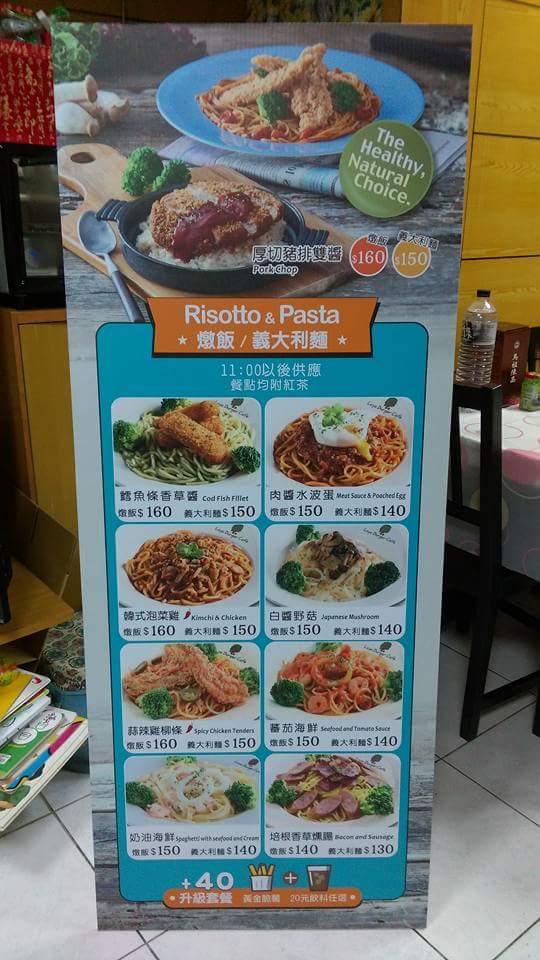 The
Healthy,
Natural
Choice.
厚切豬排雙醬
Pork Chop
燉飯 $160
義大利麵 $150
Risotto & Pasta
★ 燉飯 / 義大利麵 ★
11:00以後供應
餐點均附紅茶
鱈魚條香草醬 Cod Fish Fillet
燉飯$160 義大利麵$150
肉醬水波蛋 Meat Sauce & Poached Egg
燉飯$150 義大利麵$140
韓式泡菜雞 Kimchi & Chicken
燉飯$160 義大利麵$150
白醬野菇 Japanese Mushroom
燉飯$150 義大利麵$140
蒜辣雞柳條 Spicy Chicken Tenders
燉飯$160 義大利麵$150
蕃茄海鮮 Seafood and Tomato Sauce
燉飯$150 義大利麵$140
奶油海鮮 Spaghetti with seafood and Cream
燉飯$150 義大利麵$140
培根香草燻腸 Bacon and Sausage
燉飯$140 義大利麵$130
+40 +
• 升級套餐 • 黃金脆薯 20元飲料任選 •